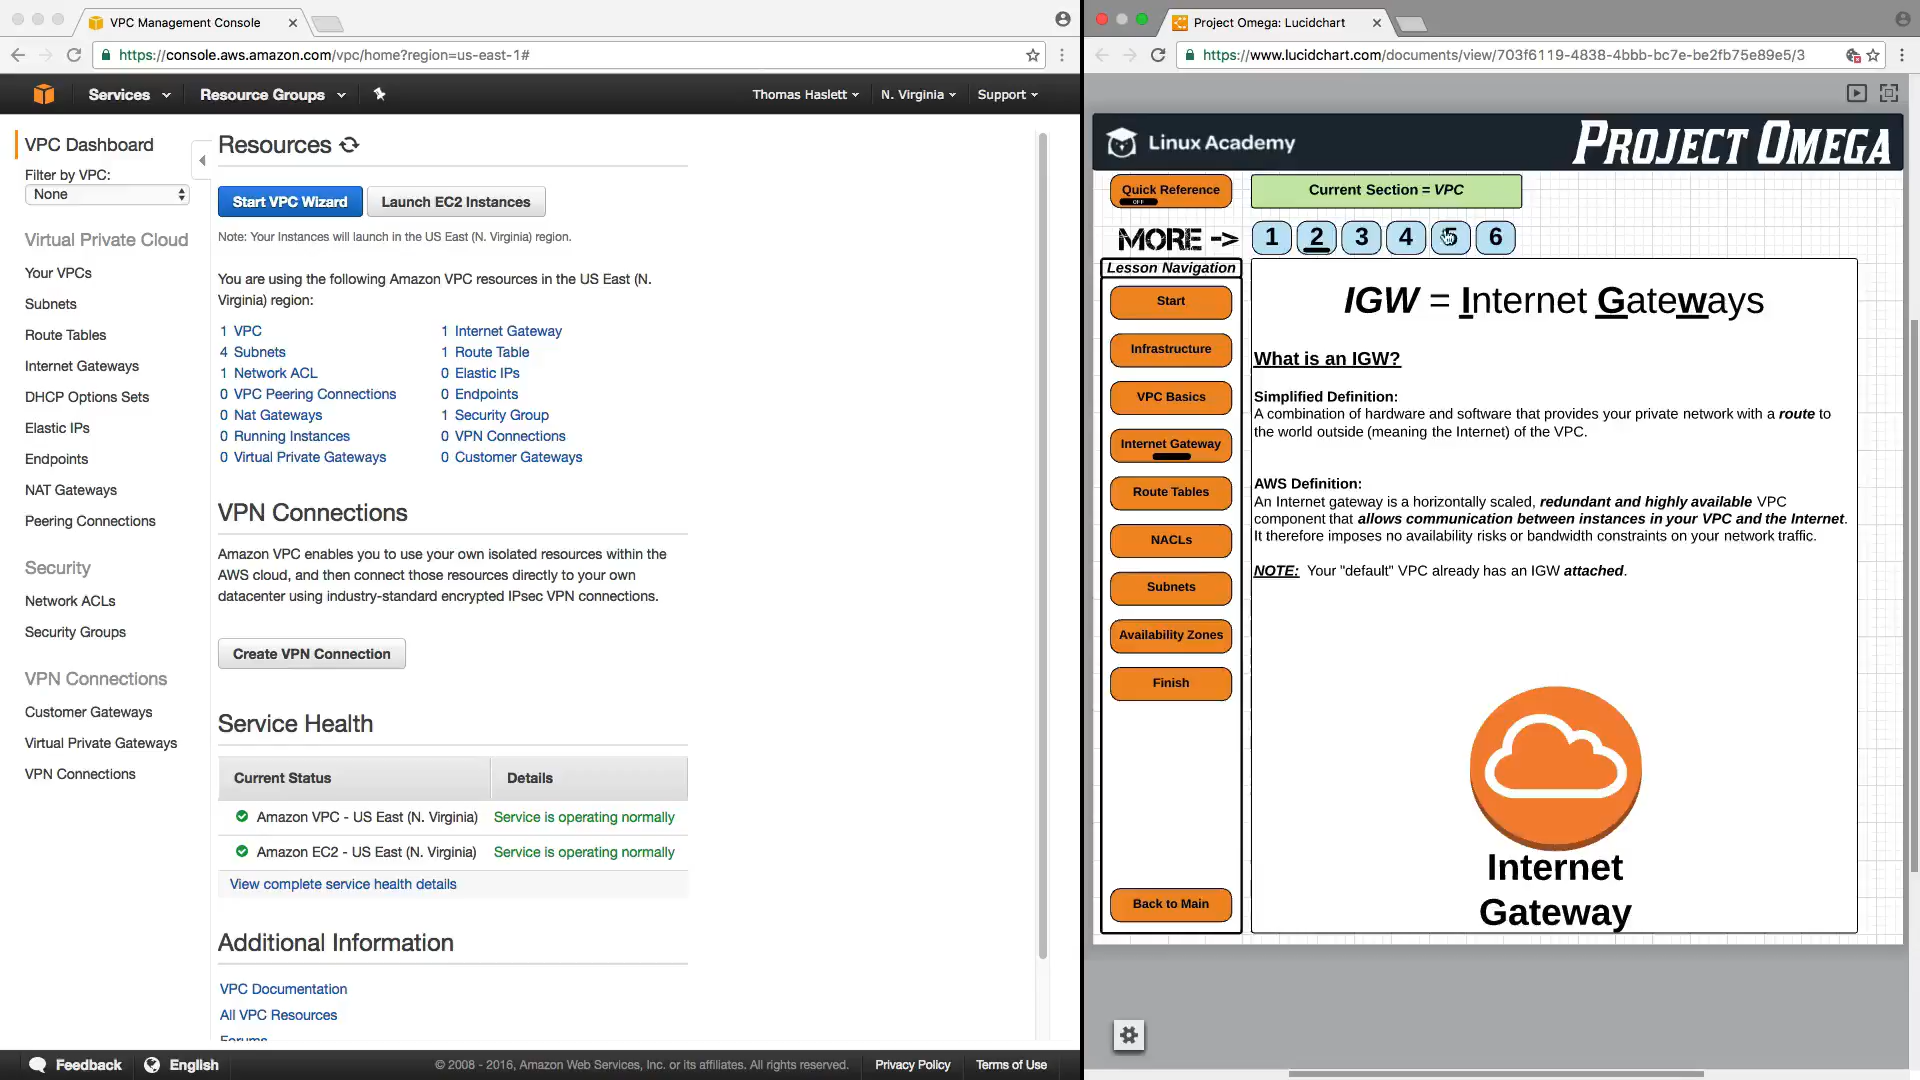 VPC Management Console
https://console.aws.amazon.com/vpc/home?region=us-east-1#
Services
Resource Groups
Thomas Haslett
N. Virginia
Support
VPC Dashboard
Filter by VPC:
None
Virtual Private Cloud
Your VPCs
Subnets
Route Tables
Internet Gateways
DHCP Options Sets
Elastic IPs
Endpoints
NAT Gateways
Peering Connections
Security
Network ACLs
Security Groups
VPN Connections
Customer Gateways
Virtual Private Gateways
VPN Connections
Resources
Start VPC Wizard
Launch EC2 Instances
Note: Your Instances will launch in the US East (N. Virginia) region.
You are using the following Amazon VPC resources in the US East (N.
Virginia) region:
1 VPC
4 Subnets
1 Network ACL
0 VPC Peering Connections
0 Nat Gateways
0 Running Instances
0 Virtual Private Gateways
1 Internet Gateway
1 Route Table
0 Elastic IPs
0 Endpoints
1 Security Group
0 VPN Connections
0 Customer Gateways
VPN Connections
Amazon VPC enables you to use your own isolated resources within the
AWS cloud, and then connect those resources directly to your own
datacenter using industry-standard encrypted IPsec VPN connections.
Create VPN Connection
Service Health
Current Status
Details
Amazon VPC - US East (N. Virginia)
Service is operating normally
Amazon EC2 - US East (N. Virginia)
Service is operating normally
View complete service health details
Additional Information
VPC Documentation
All VPC Resources
Forums
Feedback
English
© 2008 - 2016, Amazon Web Services, Inc. or its affiliates. All rights reserved.
Privacy Policy
Terms of Use
Project Omega: Lucidchart
https://www.lucidchart.com/documents/view/703f6119-4838-4bbb-bc7e-be2fb75e89e5/3
Linux Academy
PROJECT OMEGA
Quick Reference
OFF
Current Section = VPC
MORE ->
1
2
3
4
5
6
Lesson Navigation
Start
Infrastructure
VPC Basics
Internet Gateway
Route Tables
NACLs
Subnets
Availability Zones
Finish
Back to Main
IGW = Internet Gateways
What is an IGW?
Simplified Definition:
A combination of hardware and software that provides your private network with a route to
the world outside (meaning the Internet) of the VPC.
AWS Definition:
An Internet gateway is a horizontally scaled, redundant and highly available VPC
component that allows communication between instances in your VPC and the Internet.
It therefore imposes no availability risks or bandwidth constraints on your network traffic.
NOTE: Your "default" VPC already has an IGW attached.
Internet
Gateway